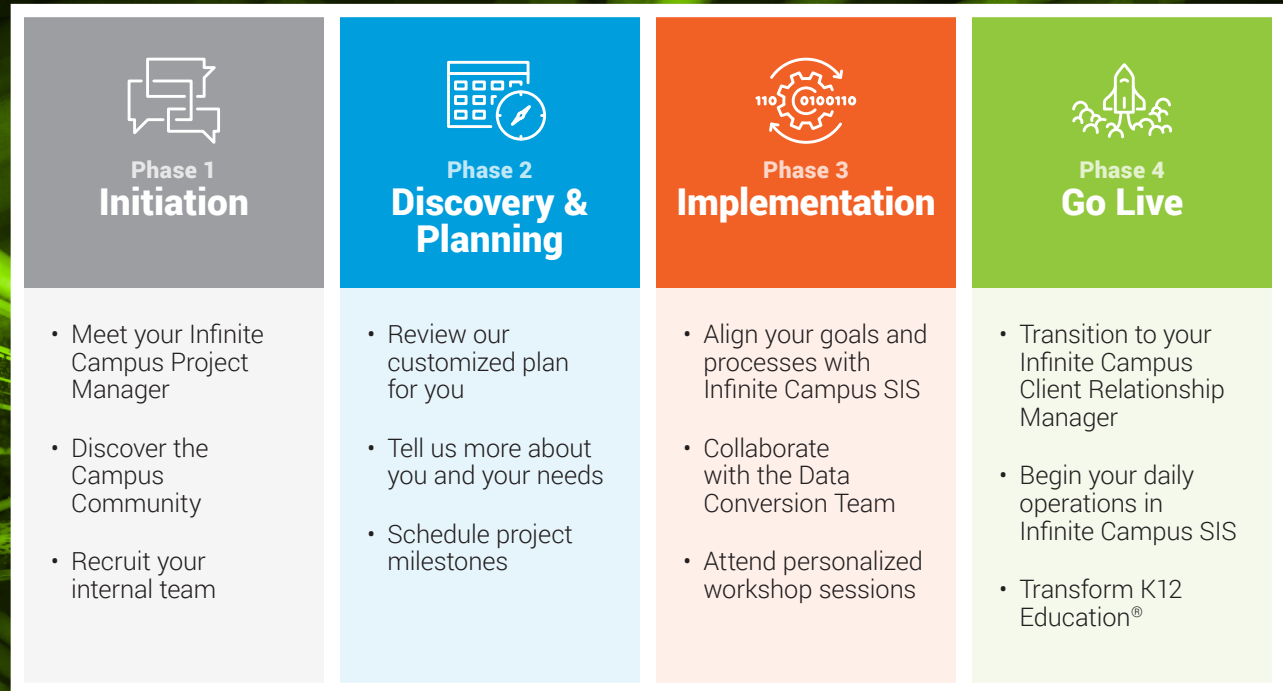 Phase 1
Initiation
• Meet your Infinite
Campus Project
Manager
• Discover the
Campus
Community
• Recruit your
internal team
Phase 2
Discovery &
Planning
• Review our
customized plan
for you
• Tell us more about
you and your needs
• Schedule project
milestones
110 0100110
Phase 3
Implementation
• Align your goals and
processes with
Infinite Campus SIS
• Collaborate
with the Data
Conversion Team
• Attend personalized
workshop sessions
Phase 4
Go Live
• Transition to your
Infinite Campus
Client Relationship
Manager
• Begin your daily
operations in
Infinite Campus SIS
• Transform K12
Education®